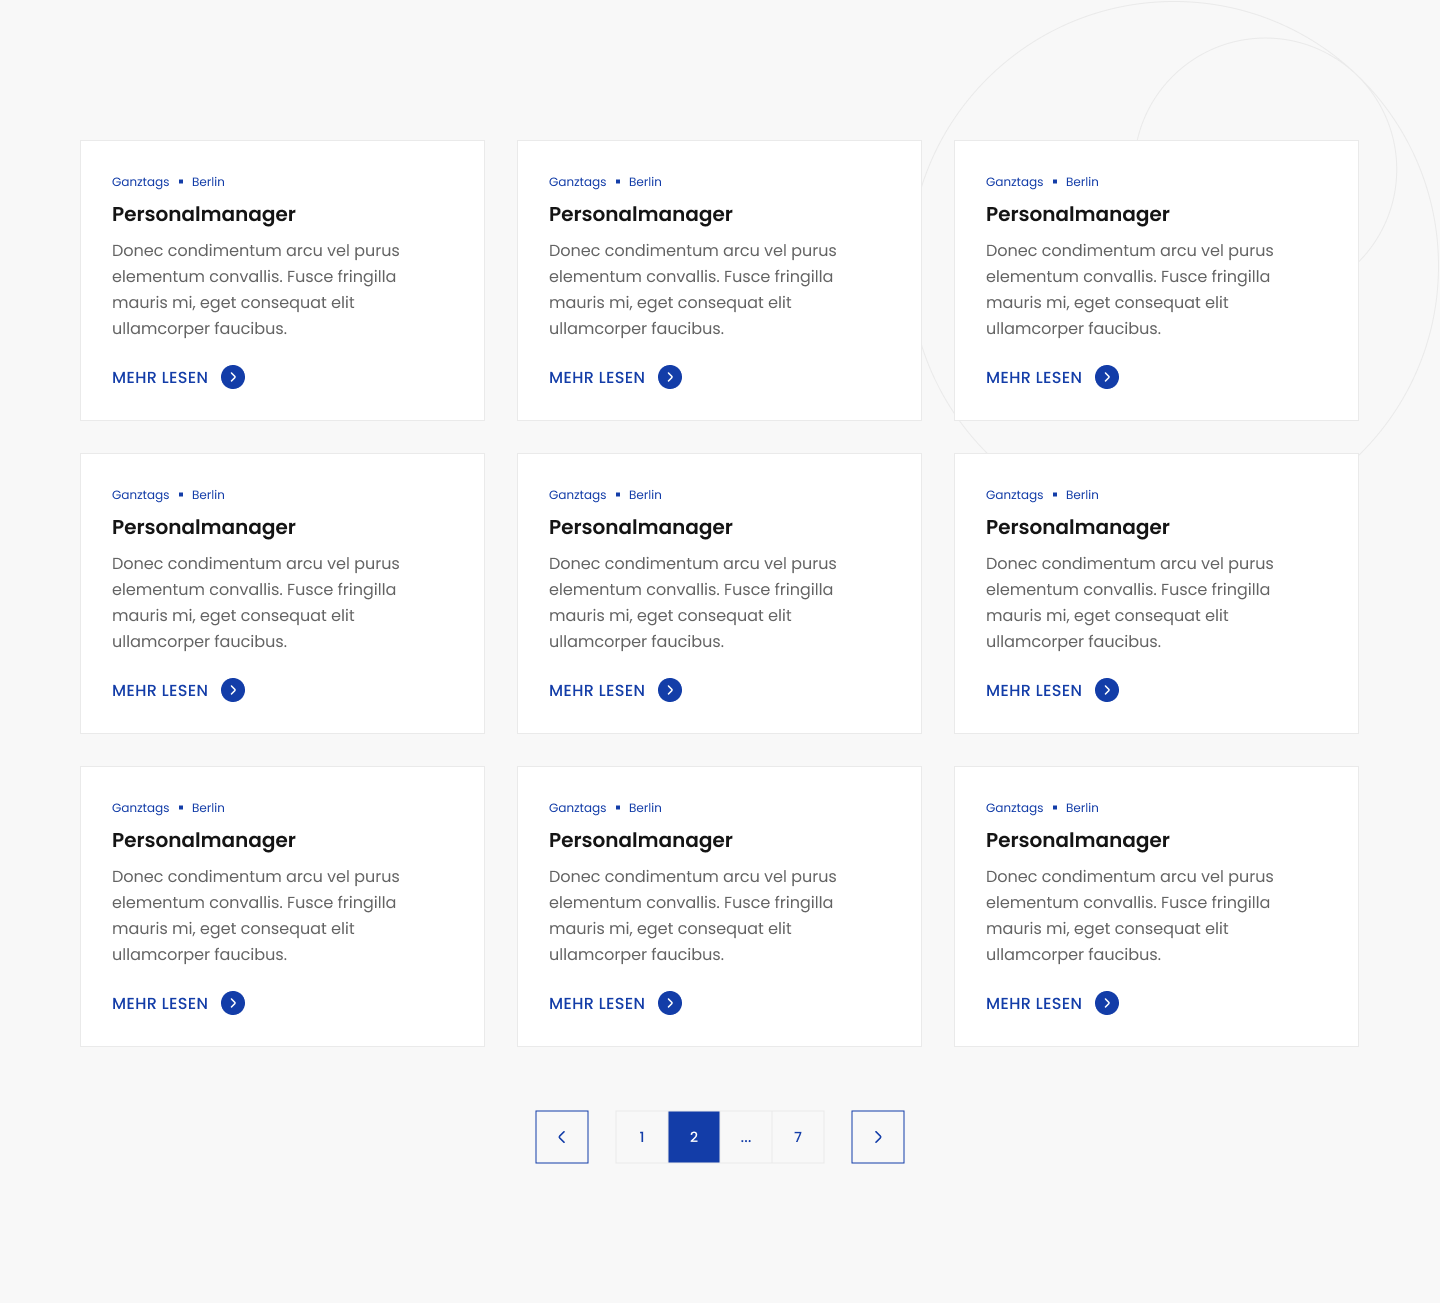 Ganztags ▪ Berlin
Personalmanager
Donec condimentum arcu vel purus
elementum convallis. Fusce fringilla
mauris mi, eget consequat elit
ullamcorper faucibus.
MEHR LESEN
Ganztags ▪ Berlin
Personalmanager
Donec condimentum arcu vel purus
elementum convallis. Fusce fringilla
mauris mi, eget consequat elit
ullamcorper faucibus.
MEHR LESEN
Ganztags ▪ Berlin
Personalmanager
Donec condimentum arcu vel purus
elementum convallis. Fusce fringilla
mauris mi, eget consequat elit
ullamcorper faucibus.
MEHR LESEN
Ganztags ▪ Berlin
Personalmanager
Donec condimentum arcu vel purus
elementum convallis. Fusce fringilla
mauris mi, eget consequat elit
ullamcorper faucibus.
MEHR LESEN
Ganztags ▪ Berlin
Personalmanager
Donec condimentum arcu vel purus
elementum convallis. Fusce fringilla
mauris mi, eget consequat elit
ullamcorper faucibus.
MEHR LESEN
Ganztags ▪ Berlin
Personalmanager
Donec condimentum arcu vel purus
elementum convallis. Fusce fringilla
mauris mi, eget consequat elit
ullamcorper faucibus.
MEHR LESEN
Ganztags ▪ Berlin
Personalmanager
Donec condimentum arcu vel purus
elementum convallis. Fusce fringilla
mauris mi, eget consequat elit
ullamcorper faucibus.
MEHR LESEN
Ganztags ▪ Berlin
Personalmanager
Donec condimentum arcu vel purus
elementum convallis. Fusce fringilla
mauris mi, eget consequat elit
ullamcorper faucibus.
MEHR LESEN
Ganztags ▪ Berlin
Personalmanager
Donec condimentum arcu vel purus
elementum convallis. Fusce fringilla
mauris mi, eget consequat elit
ullamcorper faucibus.
MEHR LESEN
1 2 ... 7